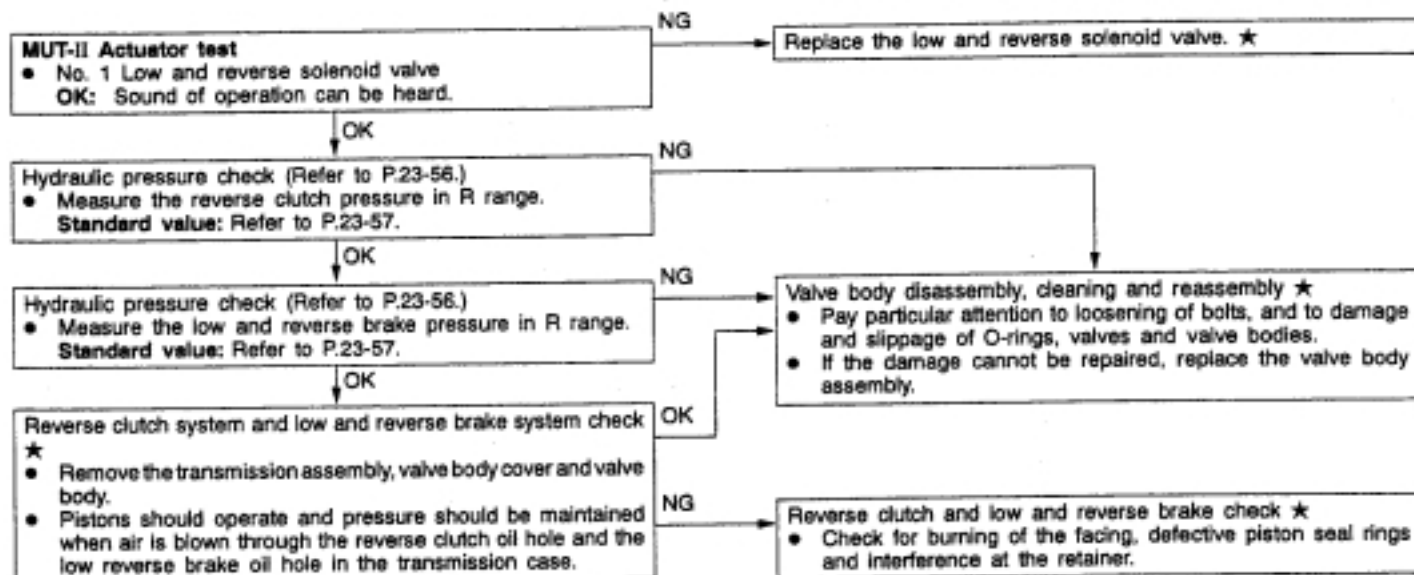 MUT-II Actuator test
● No. 1 Low and reverse solenoid valve
OK: Sound of operation can be heard.
NG
Replace the low and reverse solenoid valve. ★
OK
Hydraulic pressure check (Refer to P.23-56.)
● Measure the reverse clutch pressure in R range.
Standard value: Refer to P.23-57.
NG
OK
Hydraulic pressure check (Refer to P.23-56.)
● Measure the low and reverse brake pressure in R range.
Standard value: Refer to P.23-57.
NG
Valve body disassembly, cleaning and reassembly ★
● Pay particular attention to loosening of bolts, and to damage
and slippage of O-rings, valves and valve bodies.
● If the damage cannot be repaired, replace the valve body
assembly.
OK
Reverse clutch system and low and reverse brake system check
★
● Remove the transmission assembly, valve body cover and valve
body.
● Pistons should operate and pressure should be maintained
when air is blown through the reverse clutch oil hole and the
low reverse brake oil hole in the transmission case.
OK
NG
Reverse clutch and low and reverse brake check ★
● Check for burning of the facing, defective piston seal rings
and interference at the retainer.